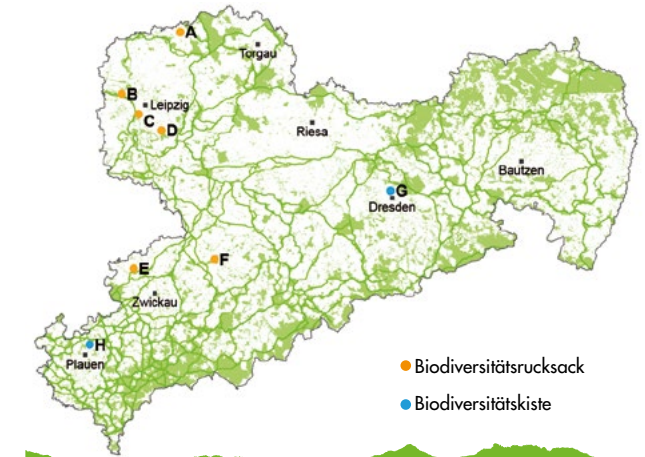 A
Torgau
B
Leipzig
C
D
Riesa
Bautzen
G
Dresden
E
F
Zwickau
H
Plauen
Biodiversitätsrucksack
Biodiversitätskiste